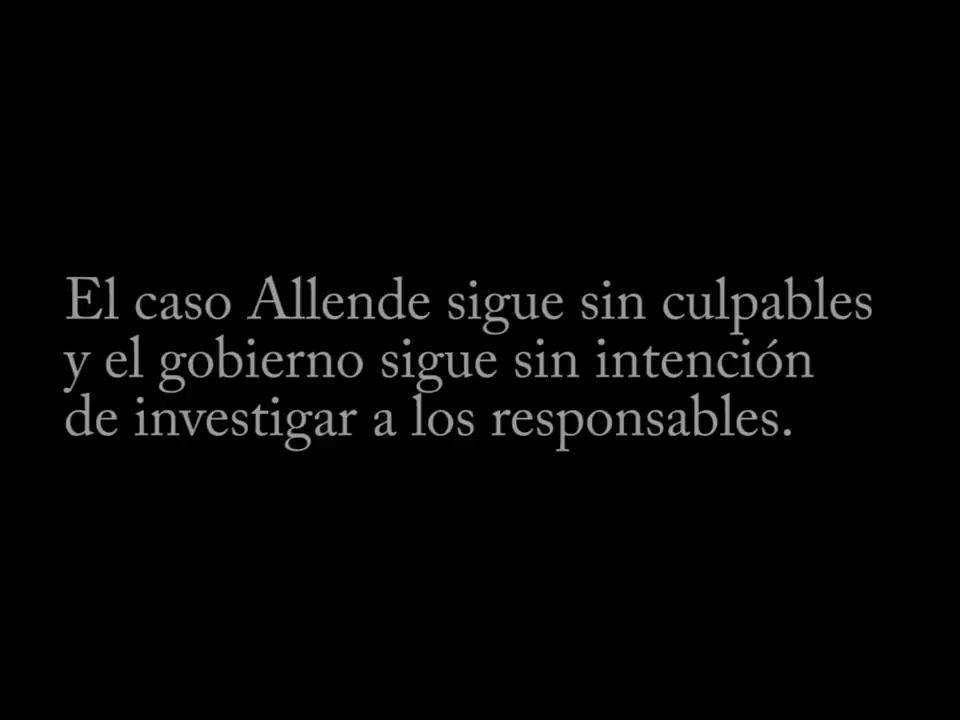 El caso Allende sigue sin culpables
y el gobierno sigue sin intención
de investigar a los responsables.